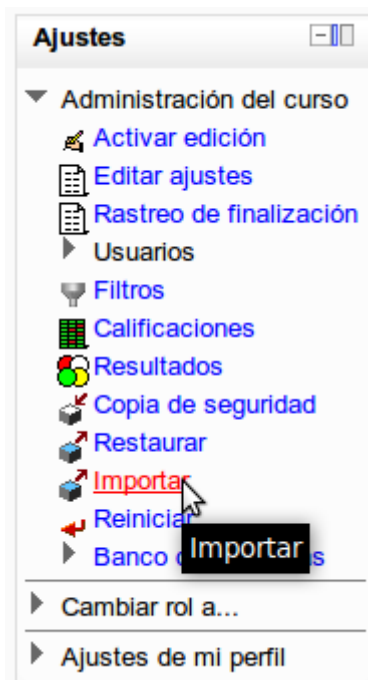 Ajustes
Administración del curso
Activar edición
Editar ajustes
Rastreo de finalización
Usuarios
Filtros
Calificaciones
Resultados
Copia de seguridad
Restaurar
Importar
Reiniciar
Importar
Banco
Cambiar rol a...
Ajustes de mi perfil